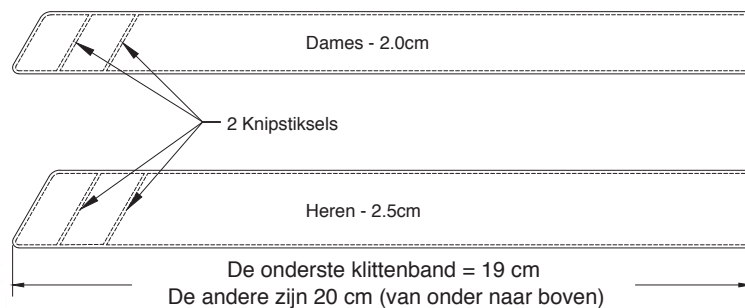 Dames - 2.0cm
2 Knipstiksels
Heren - 2.5cm
De onderste klittenband = 19 cm
De andere zijn 20 cm (van onder naar boven)